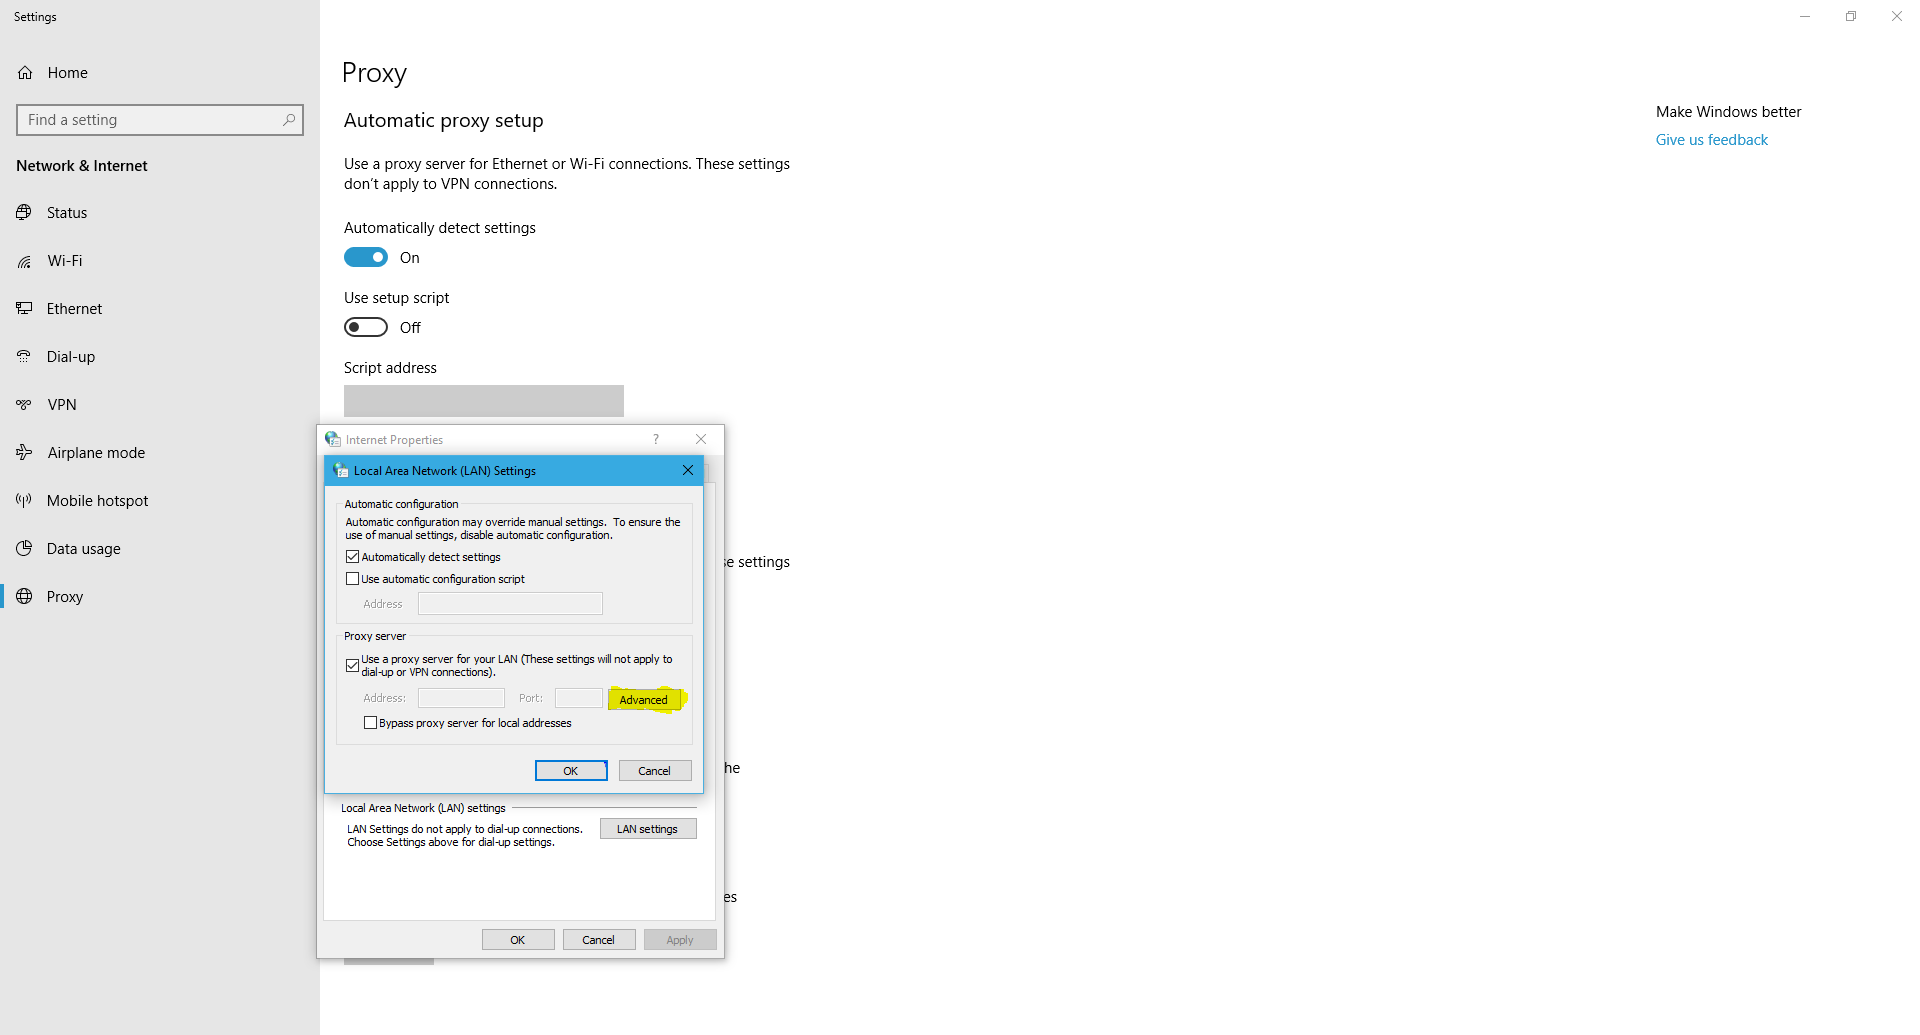 Settings
Home
Find a setting
Network & Internet
Status
Wi-Fi
Ethernet
Dial-up
VPN
Airplane mode
Mobile hotspot
Data usage
Proxy
Proxy
Automatic proxy setup
Use a proxy server for Ethernet or Wi-Fi connections. These settings
don't apply to VPN connections.
Automatically detect settings
On
Use setup script
Off
Script address
Make Windows better
Give us feedback
Internet Properties
?
Local Area Network (LAN) Settings
Automatic configuration
Automatic configuration may override manual settings. To ensure the
use of manual settings, disable automatic configuration.
Automatically detect settings
Use automatic configuration script
Address
Proxy server
Use a proxy server for your LAN (These settings will not apply to
dial-up or VPN connections).
Address:
Port:
Advanced
Bypass proxy server for local addresses
OK
Cancel
Local Area Network (LAN) settings
LAN Settings do not apply to dial-up connections.
Choose Settings above for dial-up settings.
LAN settings
OK
Cancel
Apply
se settings
he
es